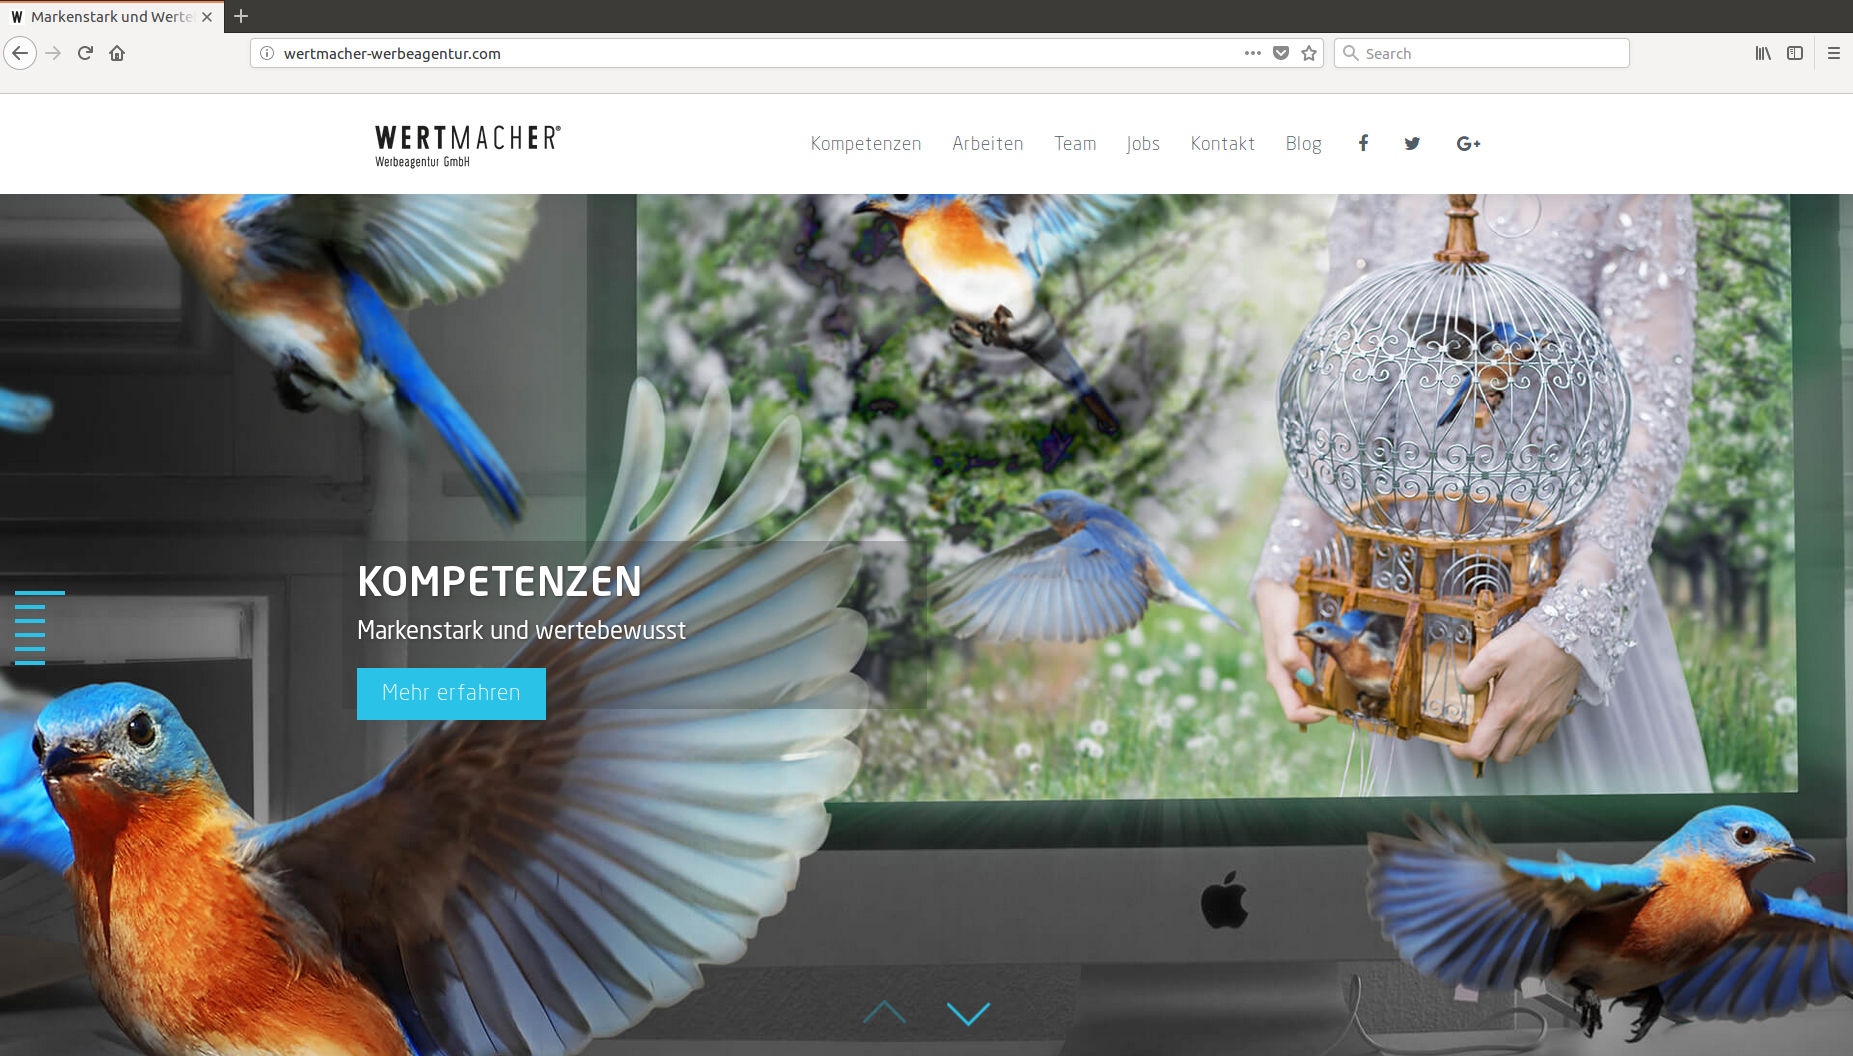 Markenstark und Werte
wertmacher-werbeagentur.com
Search
WERTMACHER®
Werbeagentur GmbH
Kompetenzen Arbeiten Team Jobs Kontakt Blog
KOMPETENZEN
Markenstark und wertebewusst
Mehr erfahren